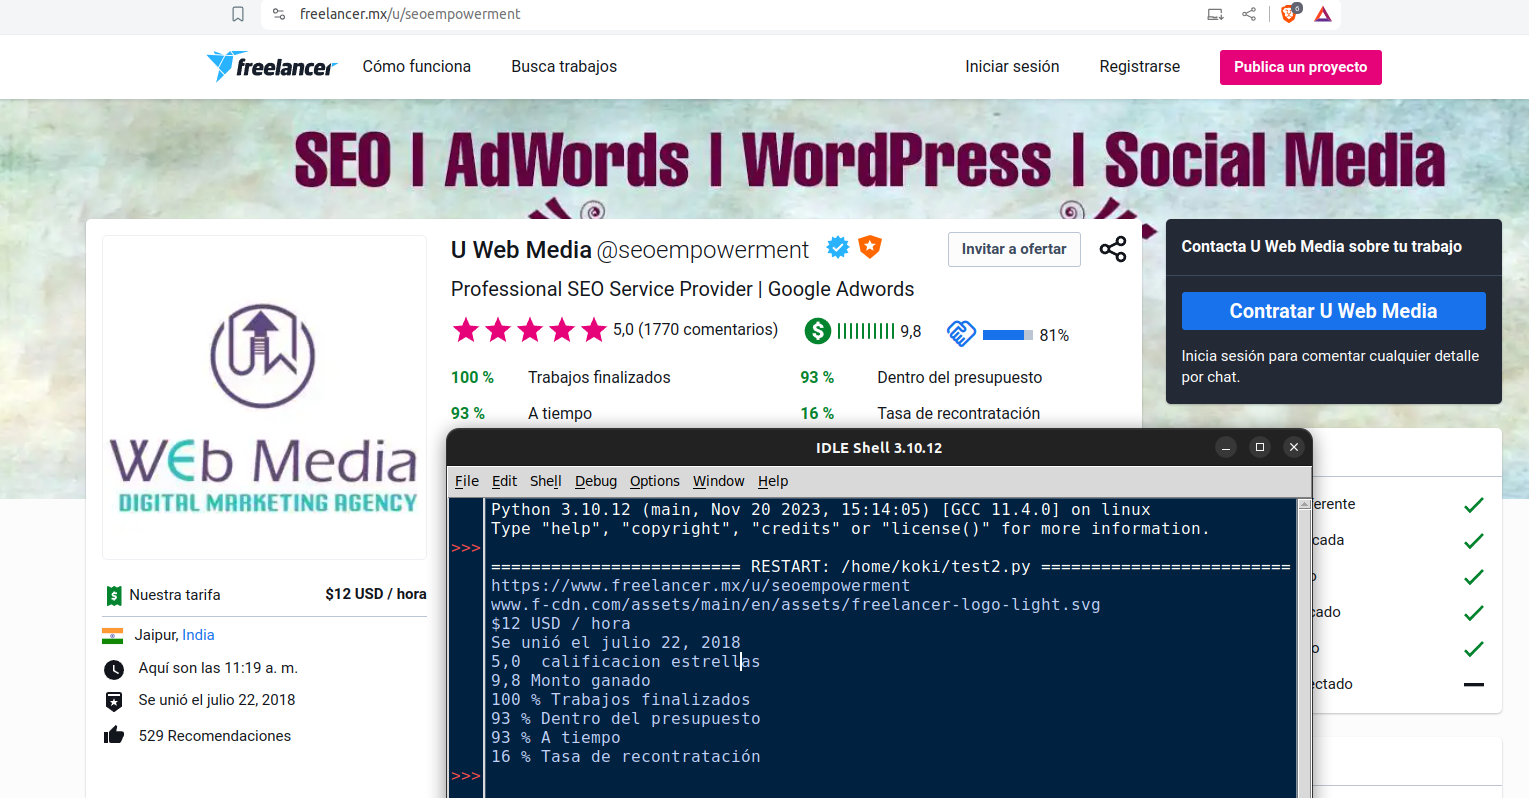 freelancer.mx/u/seoempowerment
freelancer
Cómo funciona
Busca trabajos
Iniciar sesión
Registrarse
Publica un proyecto
SEO | AdWords | WordPress | Social Media
UW
WEb Media
DIGITAL MARKETING AGENCY
U Web Media @seoempowerment
Invitar a ofertar
Professional SEO Service Provider | Google Adwords
5,0 (1770 comentarios)
9,8
81%
100 % Trabajos finalizados
93 % Dentro del presupuesto
93 % A tiempo
16 % Tasa de recontratación
Contacta U Web Media sobre tu trabajo
Contratar U Web Media
Inicia sesión para comentar cualquier detalle
por chat.
Nuestra tarifa
$12 USD / hora
Jaipur, India
Aquí son las 11:19 a. m.
Se unió el julio 22, 2018
529 Recomendaciones
IDLE Shell 3.10.12
File Edit Shell Debug Options Window Help
Python 3.10.12 (main, Nov 20 2023, 15:14:05) [GCC 11.4.0] on linux
Type "help", "copyright", "credits" or "license()" for more information.
>>>
========================= RESTART: /home/koki/test2.py =========================
https://www.freelancer.mx/u/seoempowerment
www.f-cdn.com/assets/main/en/assets/freelancer-logo-light.svg
$12 USD / hora
Se unió el julio 22, 2018
5,0  calificacion estrellas
9,8 Monto ganado
100 % Trabajos finalizados
93 % Dentro del presupuesto
93 % A tiempo
16 % Tasa de recontratación
>>>
erente
cada
o
cado
o
ectado